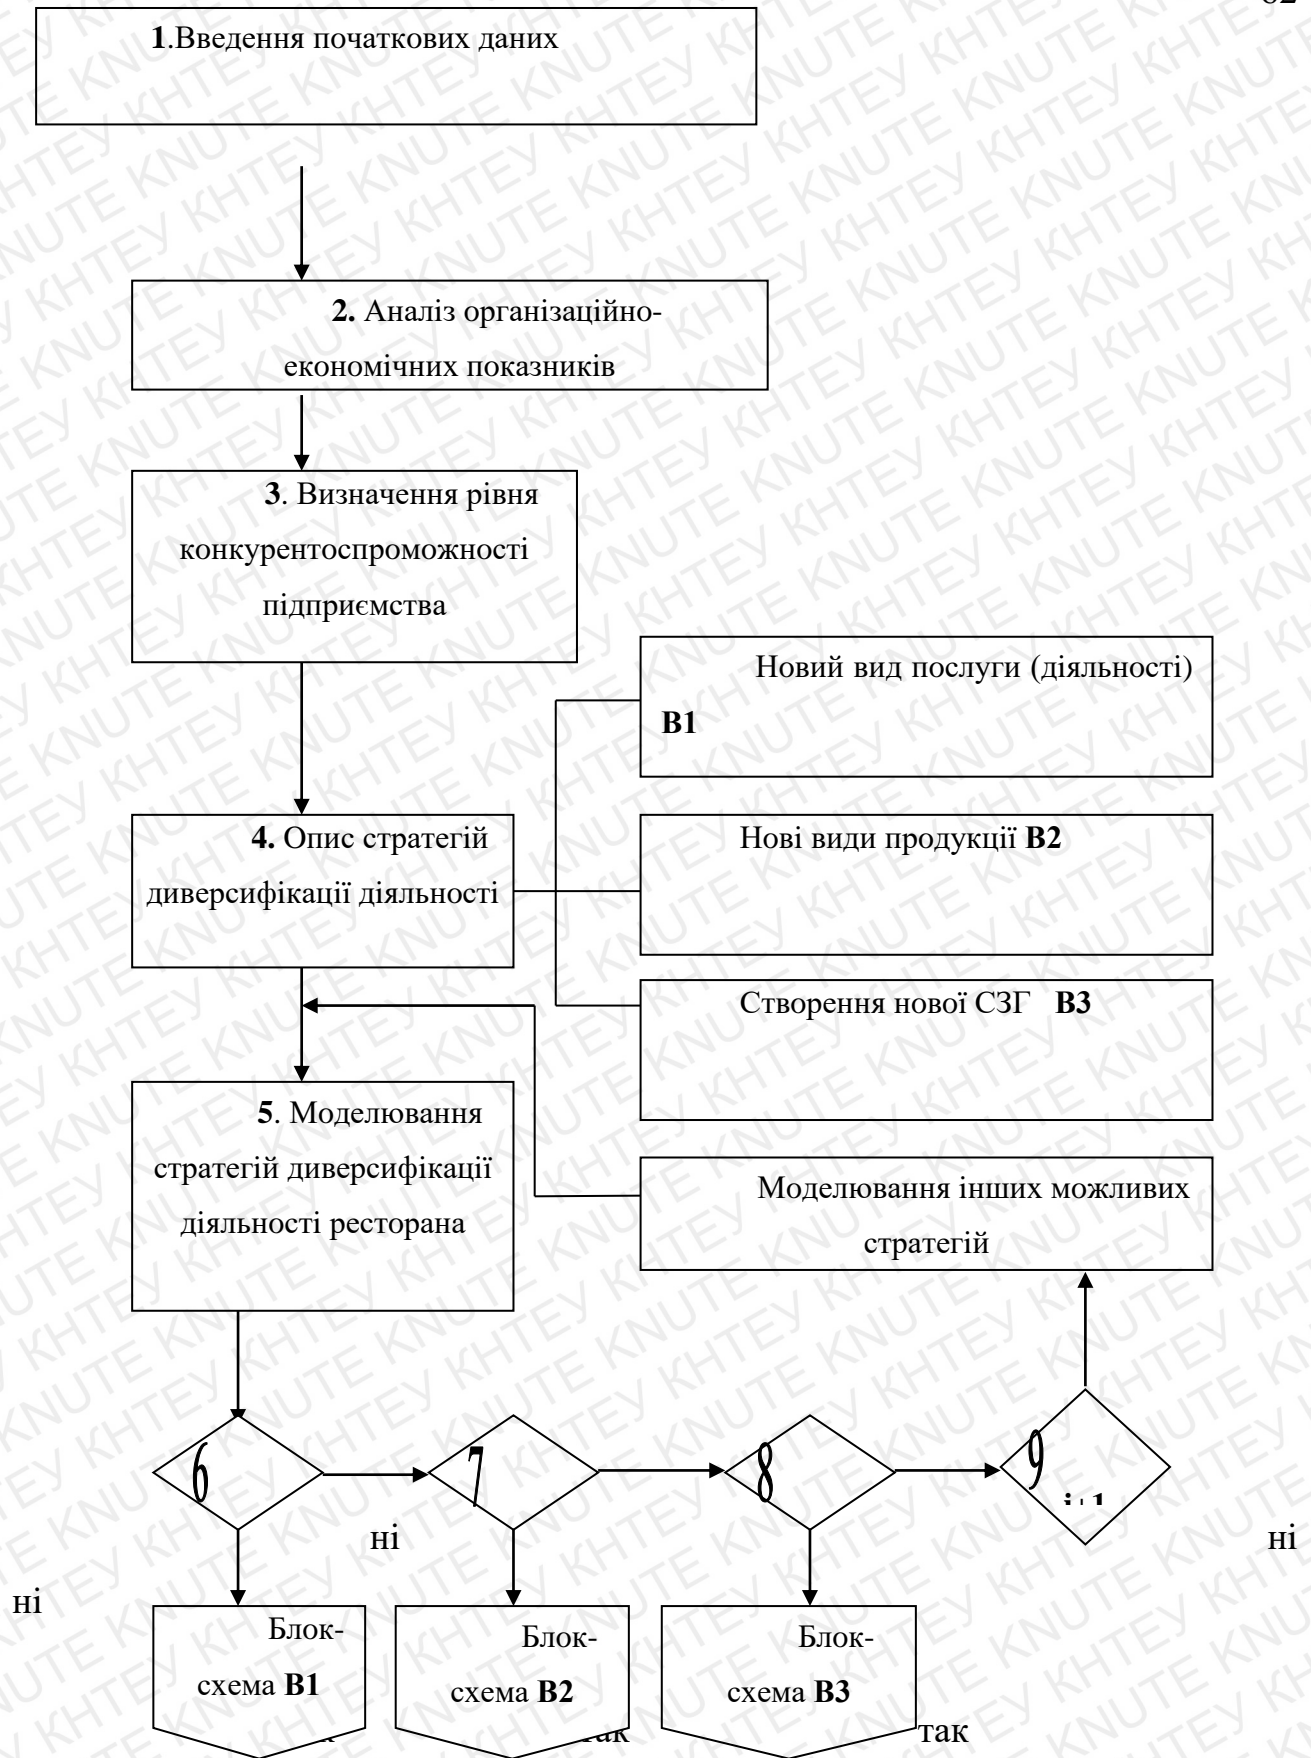 1.Введення початкових даних
2. Аналіз організаційно-
економічних показників
3. Визначення рівня
конкурентоспроможності
підприємства
Новий вид послуги (діяльності)
В1
4. Опис стратегій
диверсифікації діяльності
Нові види продукції В2
Створення нової СЗГ В3
5. Моделювання
стратегій диверсифікації
діяльності ресторана
Моделювання інших можливих
стратегій
6
7
8
9
ні
ні
ні
Блок-
схема В1
Блок-
схема В2
Блок-
схема В3
так